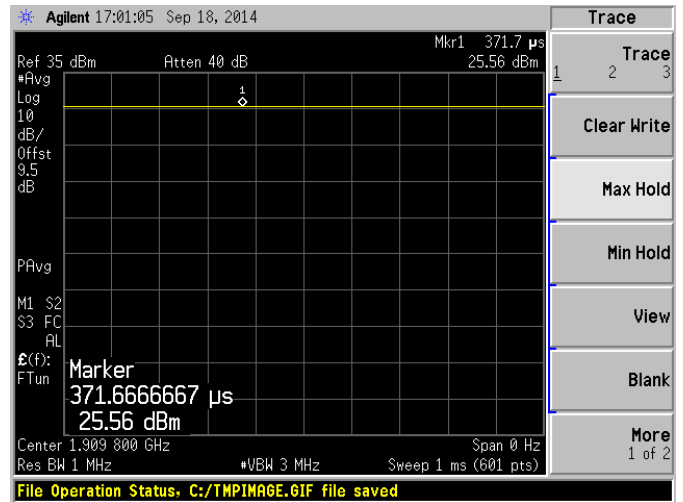 Agilent 17:01:05 Sep 18, 2014
Trace
Mkr1 371.7 µs
Ref 35 dBm Atten 40 dB 25.56 dBm
#Avg
Log
10
dB/
Offst
9.5
dB
1
PAvg
M1 S2
S3 FC
AL
£(f):
FTun
Marker
371.6666667 µs
25.56 dBm
Center 1.909 800 GHz Span 0 Hz
Res BW 1 MHz #VBW 3 MHz Sweep 1 ms (601 pts)
File Operation Status, C:/TMPIMAGE.GIF file saved
Trace
1 2 3
Clear Write
Max Hold
Min Hold
View
Blank
More
1 of 2